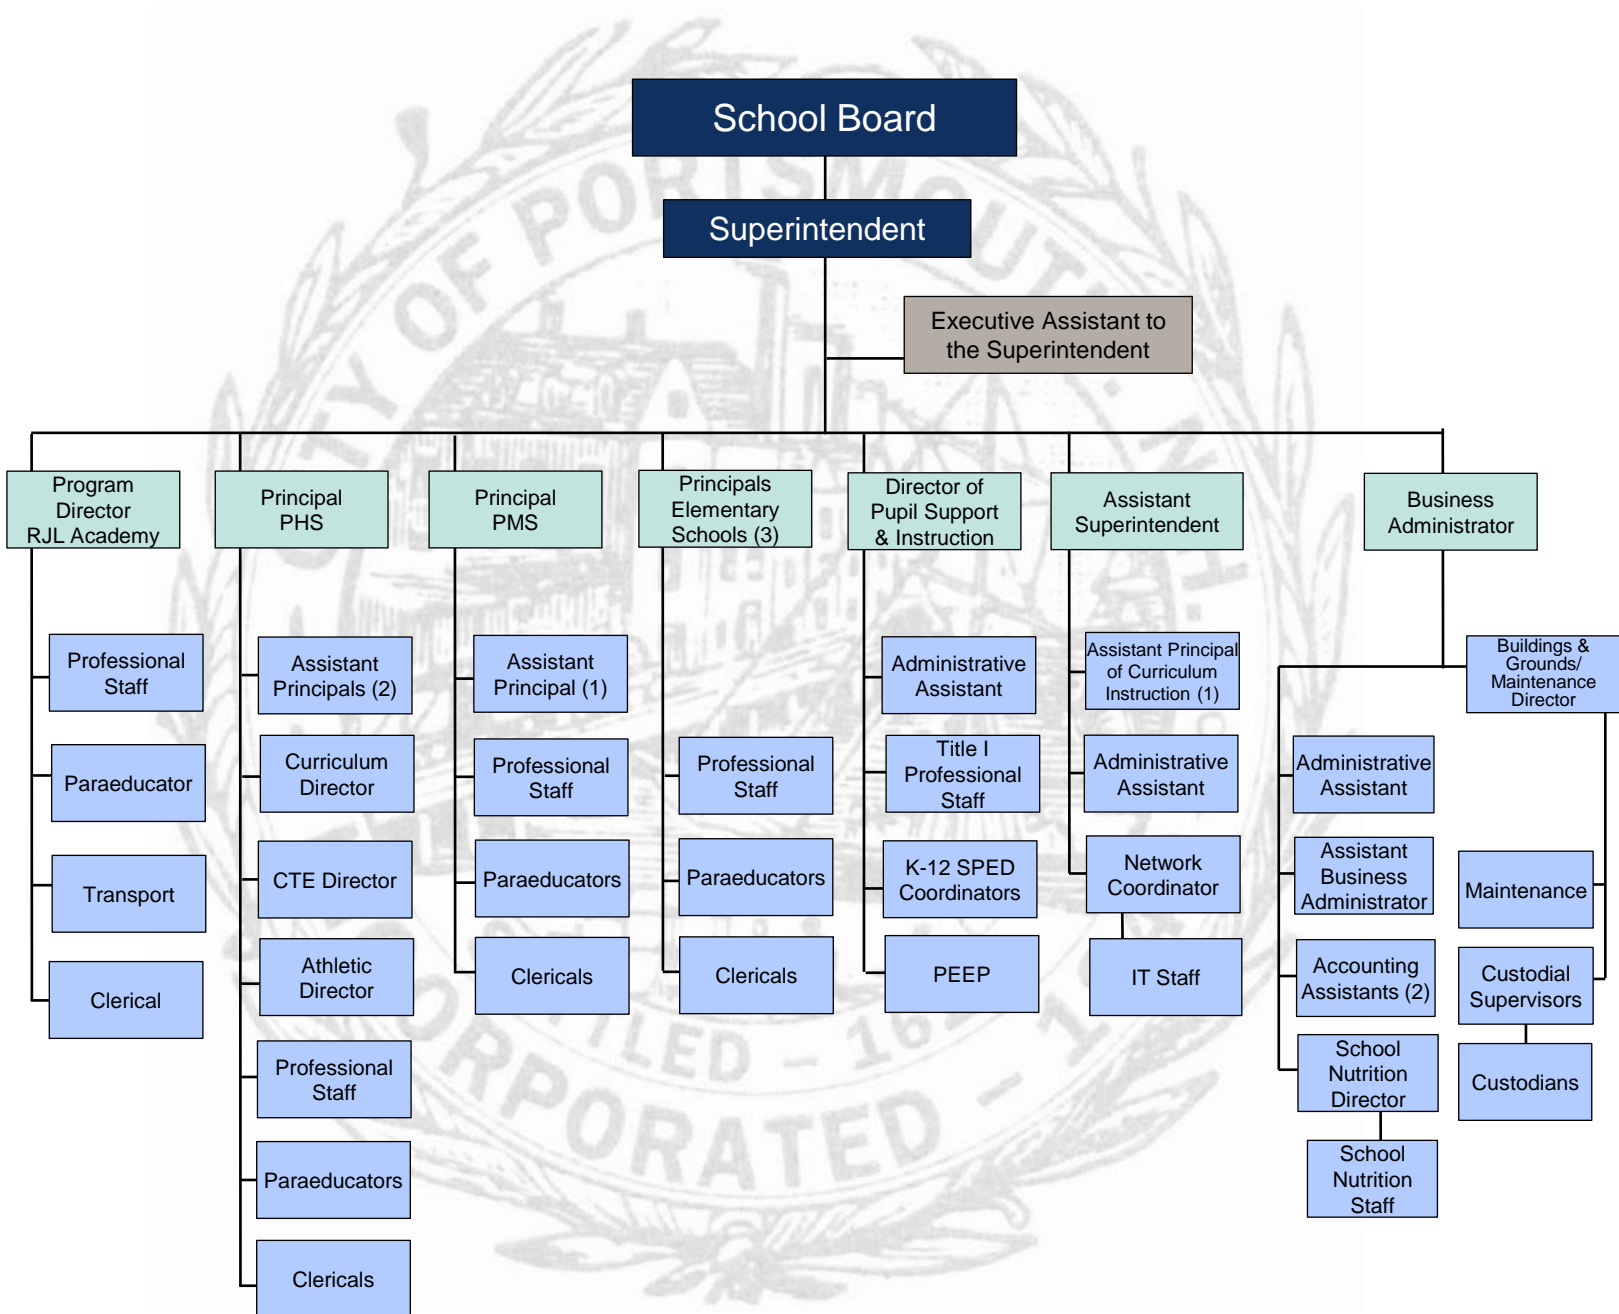 School Board
Superintendent
Executive Assistant to
the Superintendent
Program
Director
RJL Academy
Principal
PHS
Principal
PMS
Principals
Elementary
Schools (3)
Director of
Pupil Support
& Instruction
Assistant
Superintendent
Business
Administrator
Professional
Staff
Paraeducator
Transport
Clerical
Assistant
Principals (2)
Curriculum
Director
CTE Director
Athletic
Director
Professional
Staff
Paraeducators
Clericals
Assistant
Principal (1)
Professional
Staff
Paraeducators
Clericals
Professional
Staff
Paraeducators
Clericals
Administrative
Assistant
Title I
Professional
Staff
K-12 SPED
Coordinators
PEEP
Assistant Principal
of Curriculum
Instruction (1)
Administrative
Assistant
Network
Coordinator
IT Staff
Administrative
Assistant
Assistant
Business
Administrator
Accounting
Assistants (2)
School
Nutrition
Director
School
Nutrition
Staff
Buildings &
Grounds/
Maintenance
Director
Maintenance
Custodial
Supervisors
Custodians
CITY OF PORTSMOUTH, N.H.